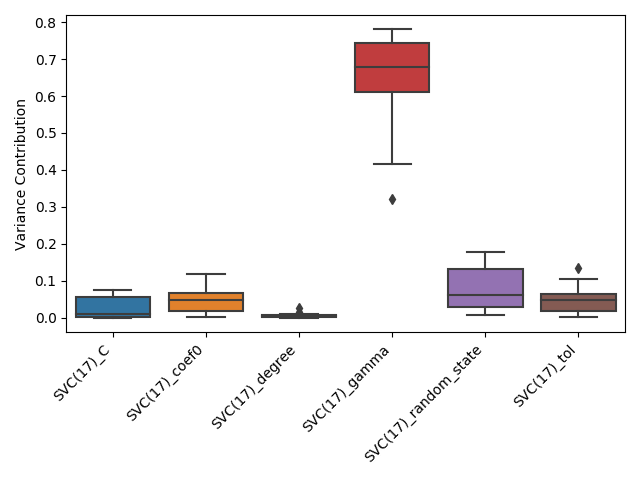 0.8
0.7
0.6
0.5
0.4
0.3
0.2
0.1
0.0
Variance Contribution
SVC(17)_C
SVC(17)_coef0
SVC(17)_degree
SVC(17)_gamma
SVC(17)_random_state
SVC(17)_tol